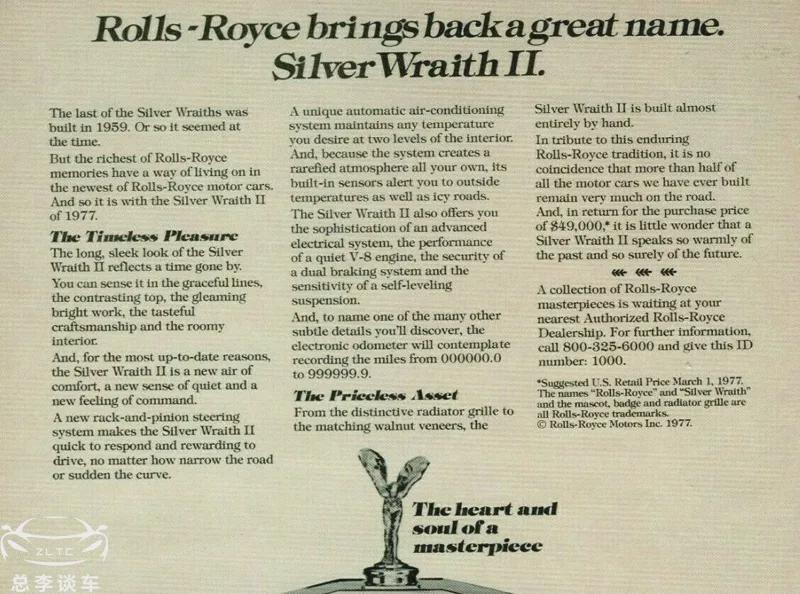 Rolls-Royce brings back a great name.
Silver Wraith II.
The last of the Silver Wraiths was
built in 1959. Or so it seemed at
the time.
But the richest of Rolls-Royce
memories have a way of living on in
the newest of Rolls-Royce motor cars.
And so it is with the Silver Wraith II
of 1977.
The Timeless Pleasure
The long, sleek look of the Silver
Wraith II reflects a time gone by.
You can sense it in the graceful lines,
the contrasting top, the gleaming
bright work, the tasteful
craftsmanship and the roomy
interior.
And, for the most up-to-date reasons,
the Silver Wraith II is a new air of
comfort, a new sense of quiet and a
new feeling of command.
A new rack-and-pinion steering
system makes the Silver Wraith II
quick to respond and rewarding to
drive, no matter how narrow the road
or sudden the curve.
A unique automatic air-conditioning
system maintains any temperature
you desire at two levels of the interior.
And, because the system creates a
rarefied atmosphere all your own, its
built-in sensors alert you to outside
temperatures as well as icy roads.
The Silver Wraith II also offers you
the sophistication of an advanced
electrical system, the performance
of a quiet V-8 engine, the security of
a dual braking system and the
sensitivity of a self-leveling
suspension.
And, to name one of the many other
subtle details you'll discover, the
electronic odometer will contemplate
recording the miles from 000000.0
to 999999.9.
The Priceless Asset
From the distinctive radiator grille to
the matching walnut veneers, the
Silver Wraith II is built almost
entirely by hand.
In tribute to this enduring
Rolls-Royce tradition, it is no
coincidence that more than half of
all the motor cars we have ever built
remain very much on the road.
And, in return for the purchase price
of $49,000,* it is little wonder that a
Silver Wraith II speaks so warmly of
the past and so surely of the future.
A collection of Rolls-Royce
masterpieces is waiting at your
nearest Authorized Rolls-Royce
Dealership. For further information,
call 800-325-6000 and give this ID
number: 1000.
*Suggested U.S. Retail Price March 1, 1977.
The names "Rolls-Royce" and "Silver Wraith"
and the mascot, badge and radiator grille are
all Rolls-Royce trademarks.
© Rolls-Royce Motors Inc. 1977.
The heart and
soul of a
masterpiece
ZLTC
总李谈车